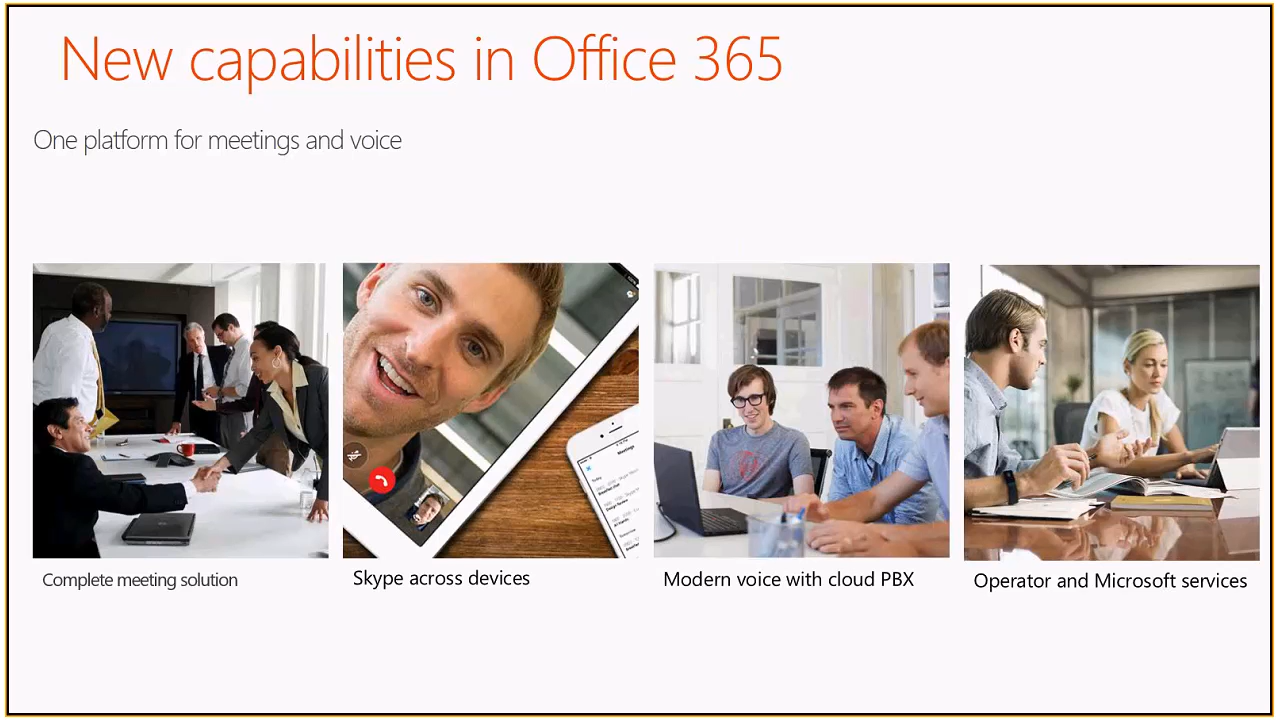 New capabilities in Office 365
One platform for meetings and voice
Meetings
Complete meeting solution
Skype across devices
Modern voice with cloud PBX
Operator and Microsoft services